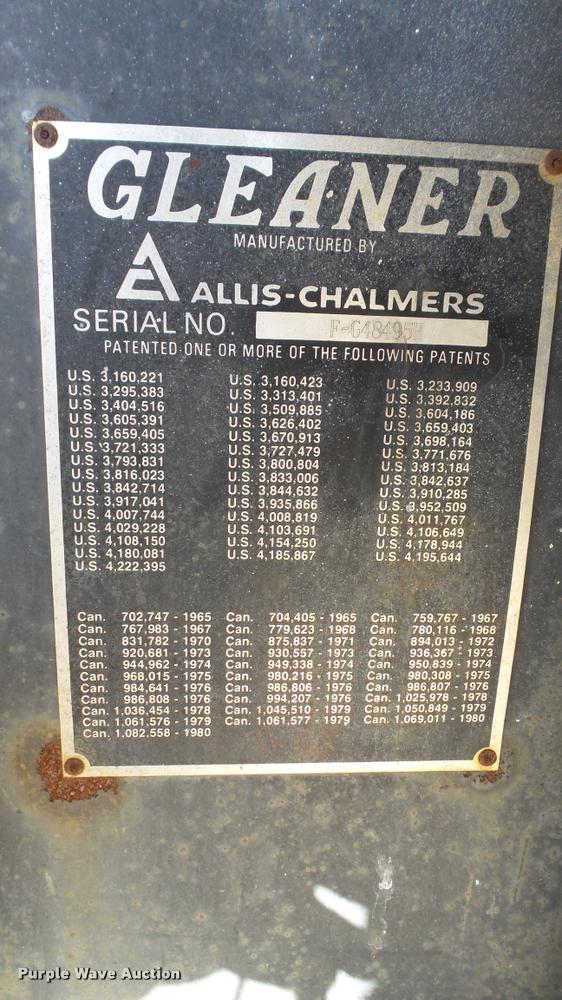 GLEANER
MANUFACTURED BY
ALLIS-CHALMERS
SERIAL NO. F-G48495H
PATENTED ONE OR MORE OF THE FOLLOWING PATENTS
U.S. 3,160,221 U.S. 3,160,423 U.S. 3,233,909
U.S. 3,295,383 U.S. 3,313,401 U.S. 3,392,832
U.S. 3,404,516 U.S. 3,509,885 U.S. 3,604,186
U.S. 3,605,391 U.S. 3,626,402 U.S. 3,659,403
U.S. 3,659,405 U.S. 3,670,913 U.S. 3,698,164
U.S. 3,721,333 U.S. 3,727,479 U.S. 3,771,676
U.S. 3,793,831 U.S. 3,800,804 U.S. 3,813,184
U.S. 3,816,023 U.S. 3,833,006 U.S. 3,842,637
U.S. 3,842,714 U.S. 3,844,632 U.S. 3,910,285
U.S. 3,917,041 U.S. 3,935,866 U.S. 3,952,509
U.S. 4,007,744 U.S. 4,008,819 U.S. 4,011,767
U.S. 4,029,228 U.S. 4,103,691 U.S. 4,106,649
U.S. 4,108,150 U.S. 4,154,250 U.S. 4,178,944
U.S. 4,180,081 U.S. 4,185,867 U.S. 4,195,644
U.S. 4,222,395
Can. 702,747 - 1965 Can. 704,405 - 1965 Can. 759,767 - 1967
Can. 767,983 - 1967 Can. 779,623 - 1968 Can. 780,116 - 1968
Can. 831,782 - 1970 Can. 875,837 - 1971 Can. 894,013 - 1972
Can. 920,681 - 1973 Can. 930,557 - 1973 Can. 936,367 - 1973
Can. 944,962 - 1974 Can. 949,338 - 1974 Can. 950,839 - 1974
Can. 968,015 - 1975 Can. 980,216 - 1975 Can. 980,308 - 1975
Can. 984,641 - 1976 Can. 986,806 - 1976 Can. 986,807 - 1976
Can. 986,808 - 1976 Can. 994,207 - 1976 Can. 1,025,978 - 1978
Can. 1,036,454 - 1978 Can. 1,045,510 - 1979 Can. 1,050,849 - 1979
Can. 1,061,576 - 1979 Can. 1,061,577 - 1979 Can. 1,069,011 - 1980
Can. 1,082,558 - 1980
Purple Wave Auction